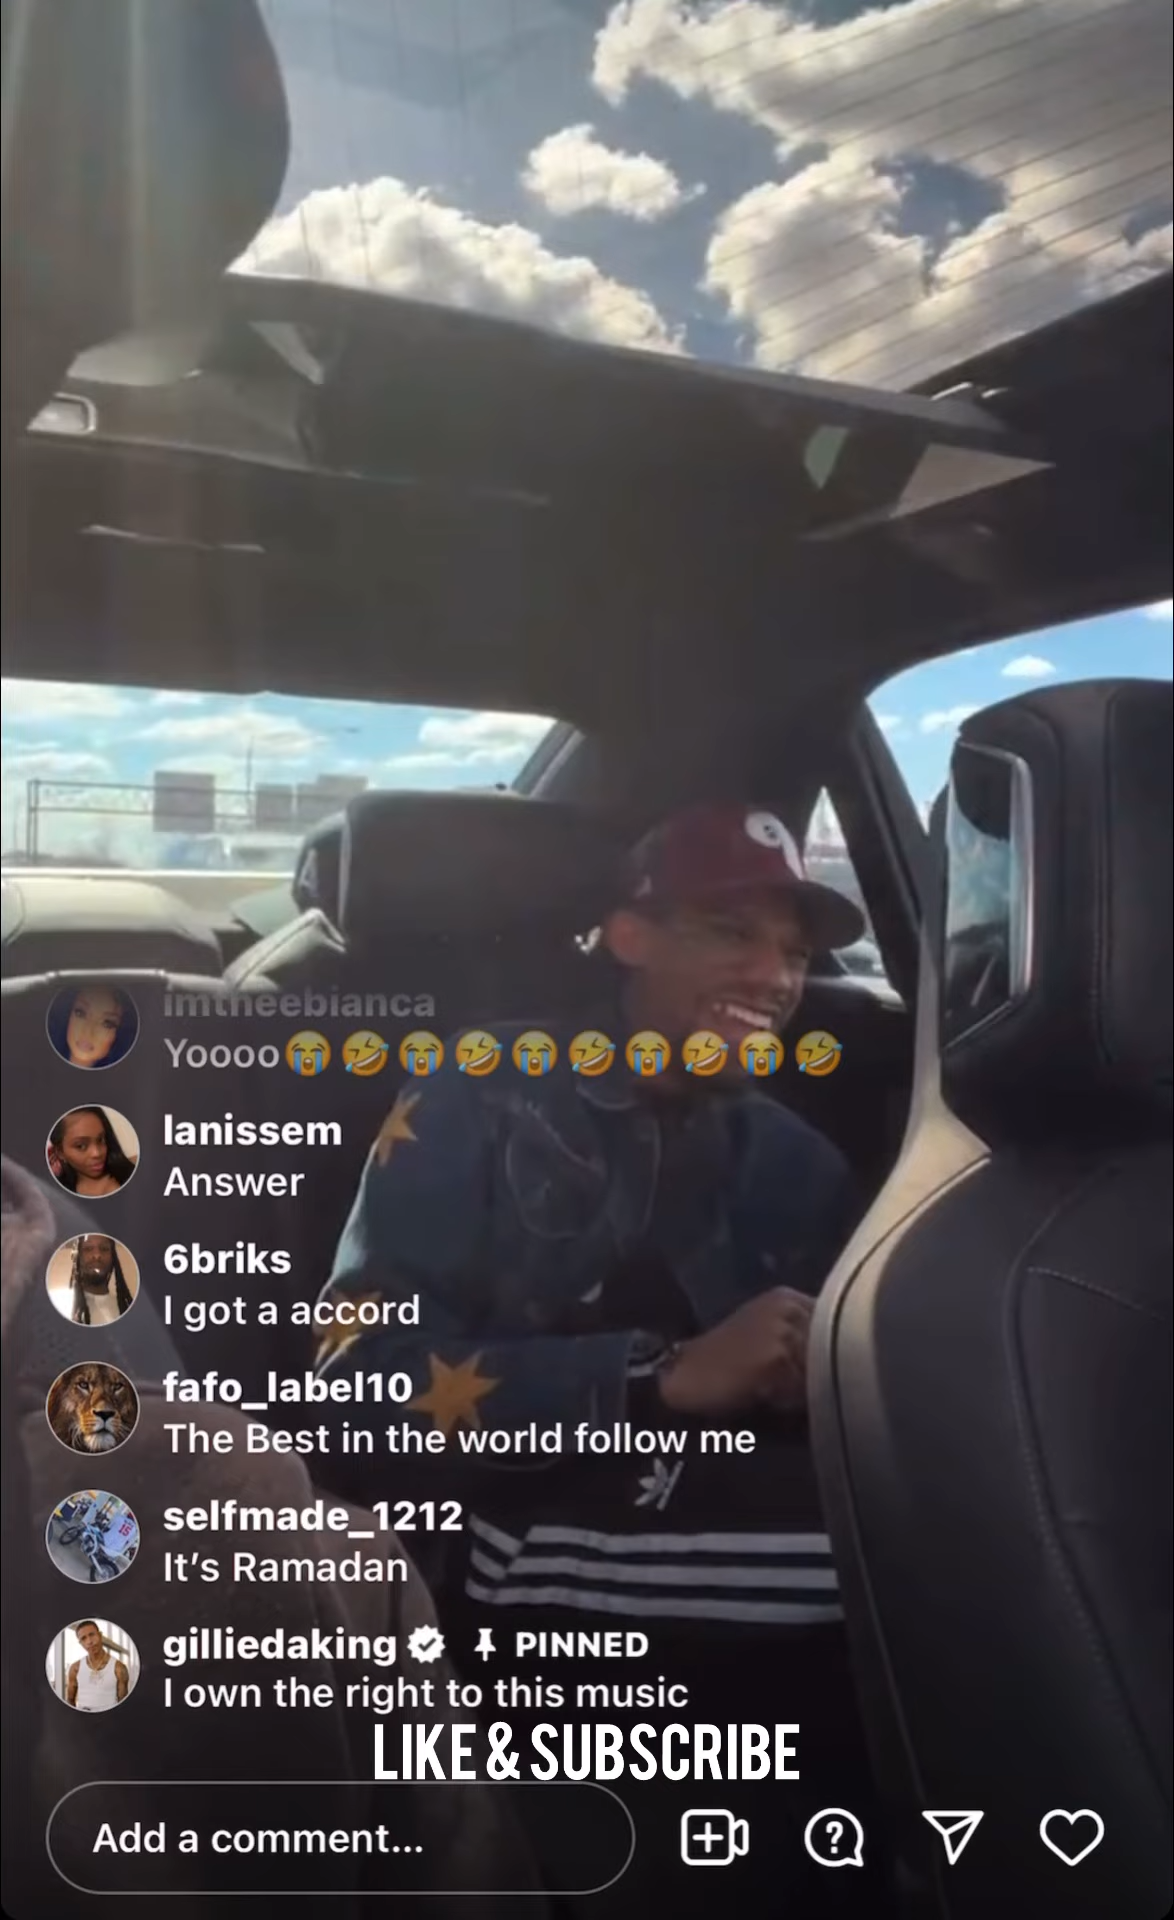 imtheebianca
Yoooo😭🤣😭🤣😭🤣😭🤣😭🤣
lanissem
Answer
6briks
I got a accord
fafo_label10
The Best in the world follow me
selfmade_1212
It's Ramadan
gilliedaking PINNED
I own the right to this music
LIKE & SUBSCRIBE
Add a comment...